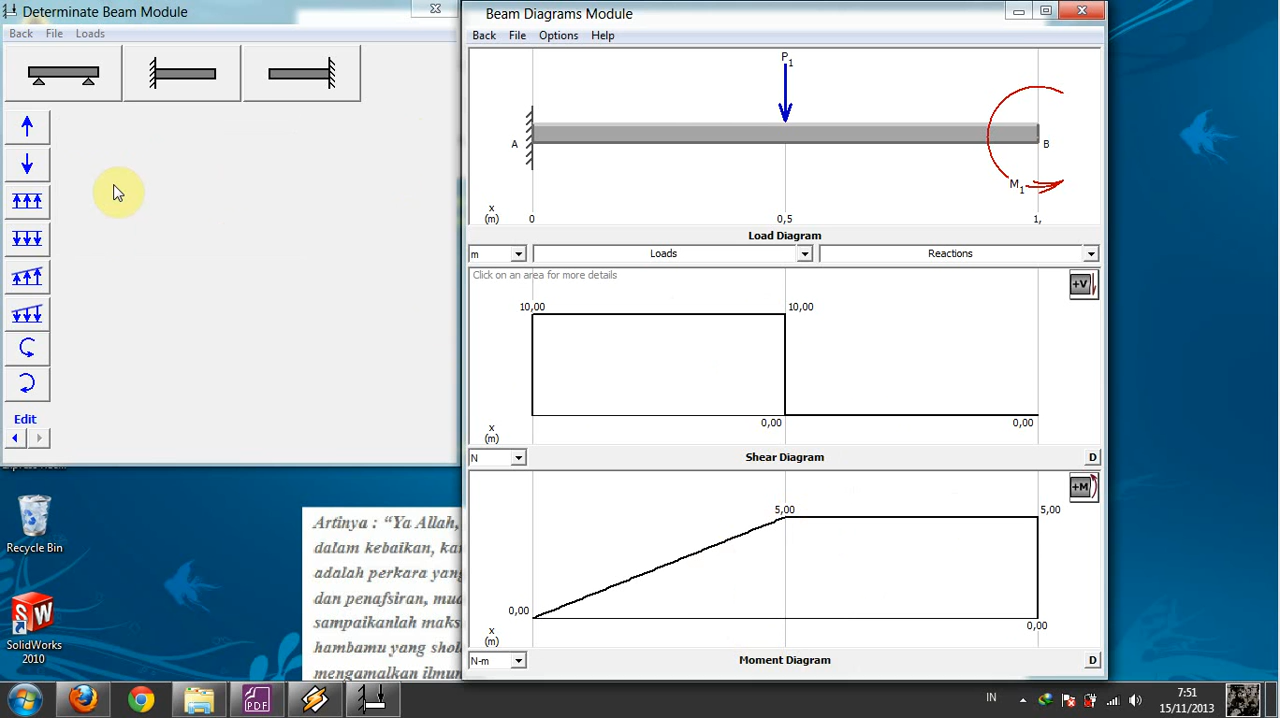 Determinate Beam Module
Back File Loads
Edit
Beam Diagrams Module
Back File Options Help
P1
A
B
M1
x
(m)
0
0,5
1,
Load Diagram
m
Loads
Reactions
Click on an area for more details
+V
10,00
10,00
0,00
0,00
x
(m)
N
Shear Diagram
D
+M
5,00
5,00
0,00
0,00
x
(m)
N-m
Moment Diagram
D
Recycle Bin
SolidWorks
2010
Artinya : “Ya Allah,
dalam kebaikan, ka
adalah perkara yan
dan penafsiran, mu
sampaikanlah maks
hambamu yang shol
mengamalkan ilmu
PDF
IN
7:51
15/11/2013